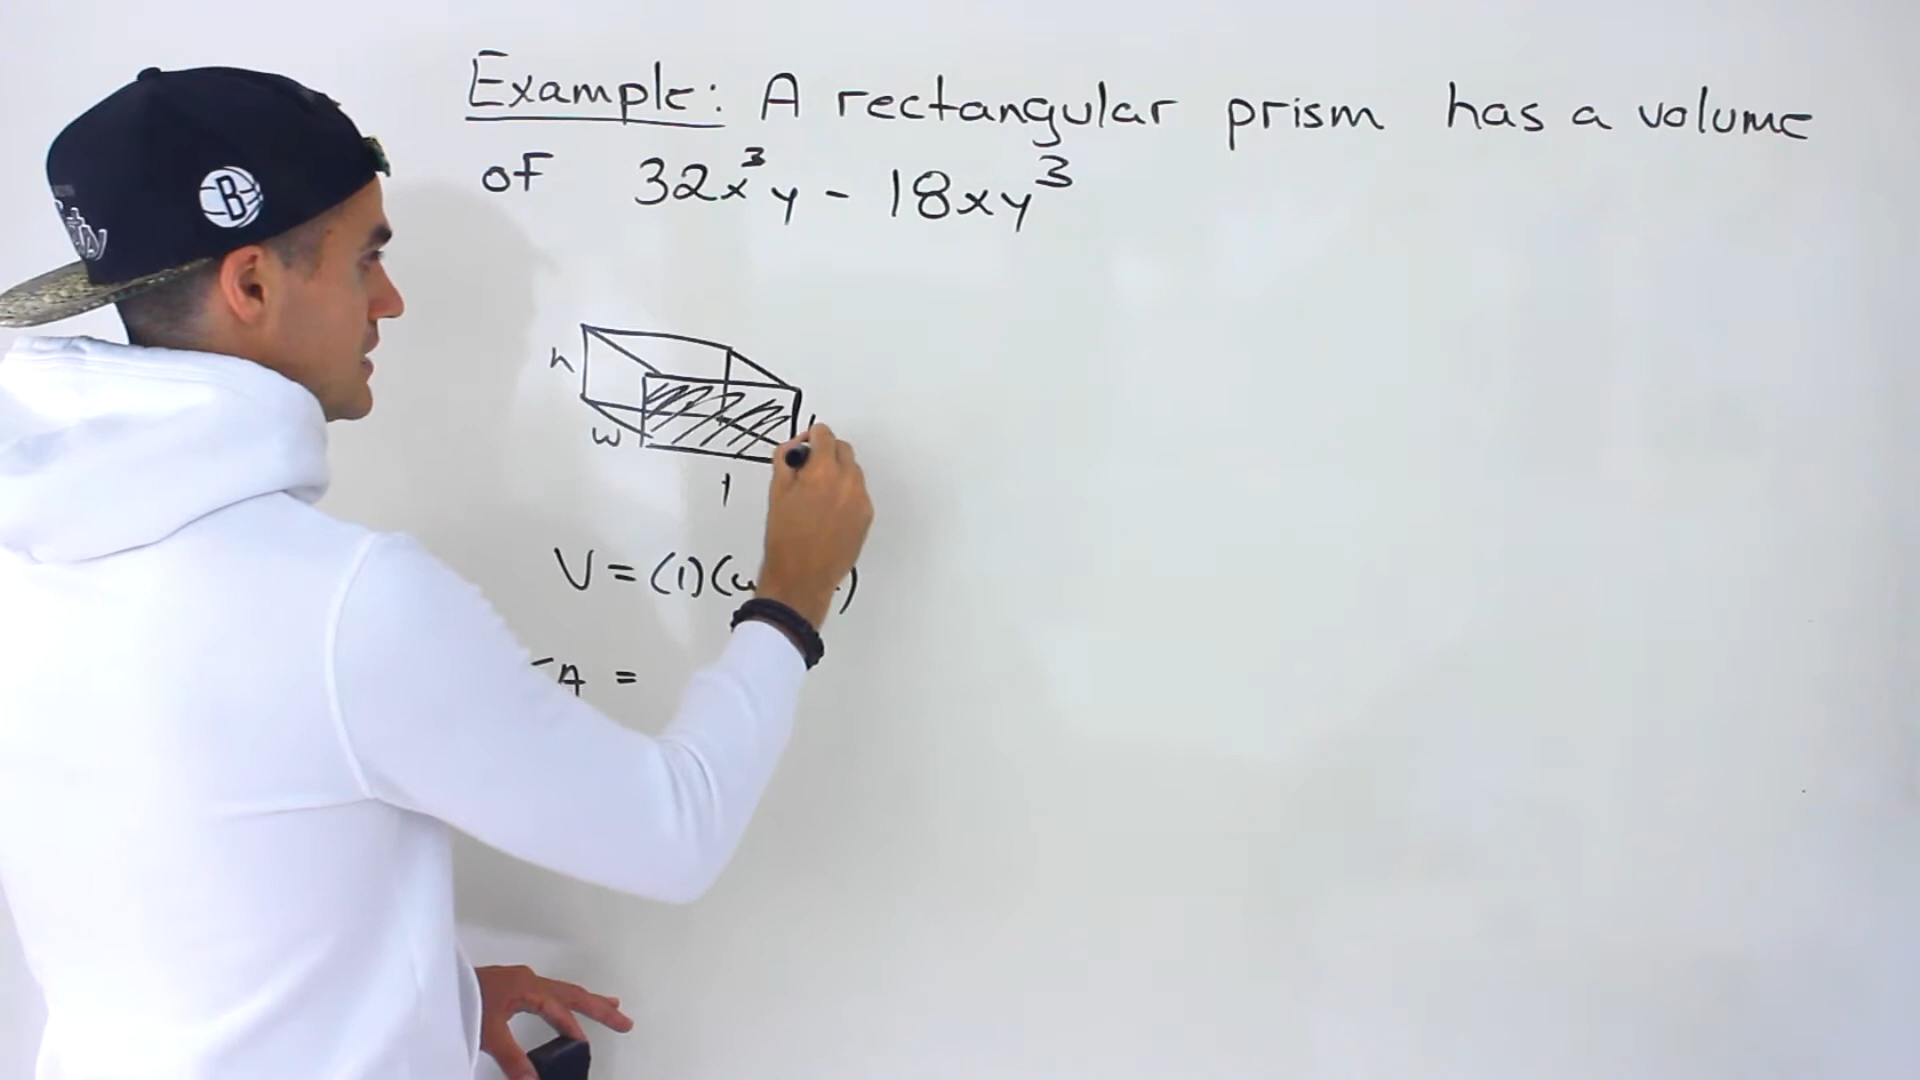 Example: A rectangular prism has a volume
of 32x³y - 18xy³
B
h
w
l
V = (l)(
A =